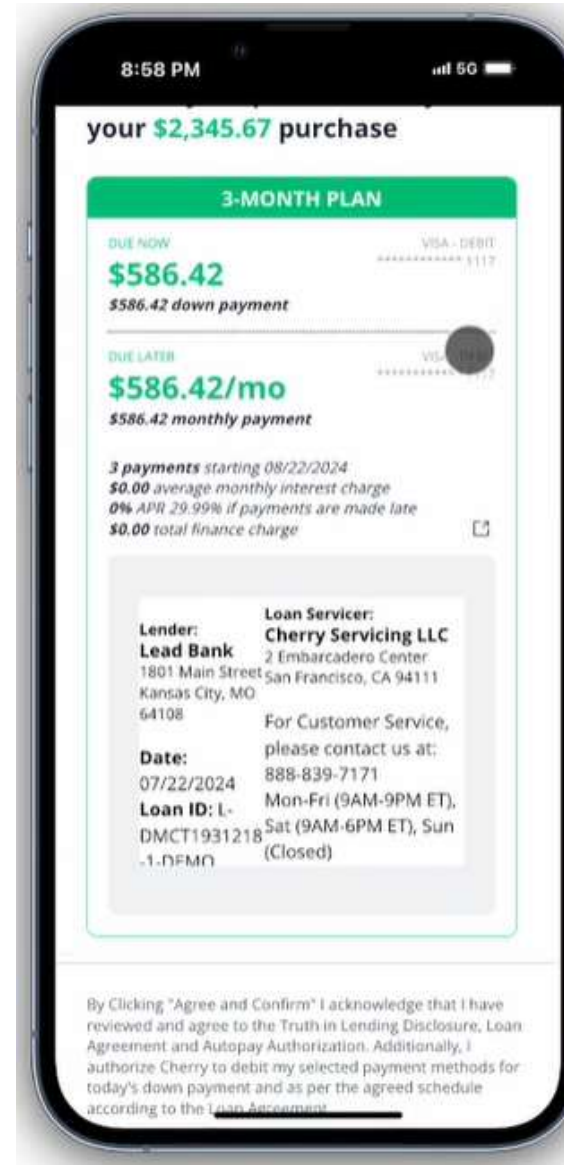 8:58 PM
5G
your $2,345.67 purchase
3-MONTH PLAN
DUE NOW
VISA - DEBIT
************ 1117
$586.42
$586.42 down payment
DUE LATER
$586.42/mo
$586.42 monthly payment
3 payments starting 08/22/2024
$0.00 average monthly interest charge
0% APR 29.99% if payments are made late
$0.00 total finance charge
Lender:
Lead Bank
1801 Main Street
Kansas City, MO
64108
Date:
07/22/2024
Loan ID: L-
DMCT1931218
-1-DEMO
Loan Servicer:
Cherry Servicing LLC
2 Embarcadero Center
San Francisco, CA 94111
For Customer Service,
please contact us at:
888-839-7171
Mon-Fri (9AM-9PM ET),
Sat (9AM-6PM ET), Sun
(Closed)
By Clicking "Agree and Confirm" I acknowledge that I have
reviewed and agree to the Truth in Lending Disclosure, Loan
Agreement and Autopay Authorization. Additionally, I
authorize Cherry to debit my selected payment methods for
today's down payment and as per the agreed schedule
according to the Loan Agreement